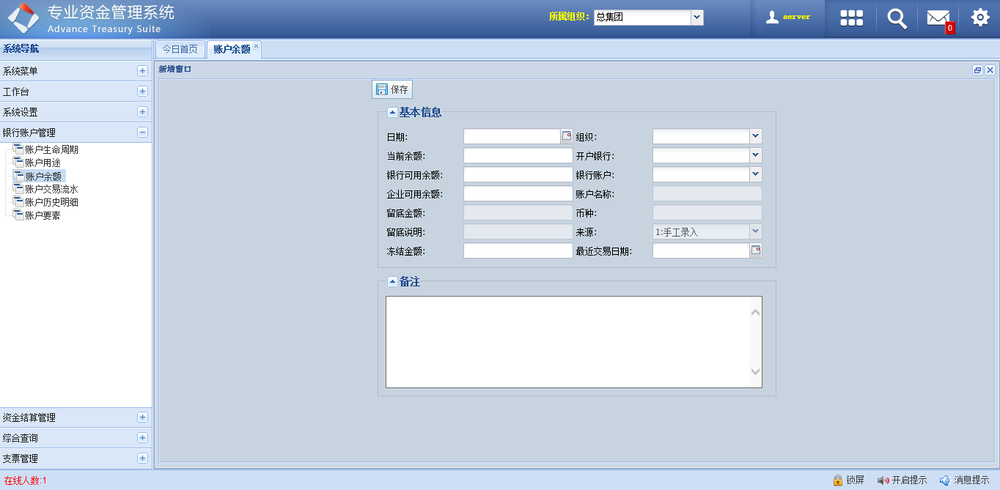 专业资金管理系统
Advance Treasury Suite
所属组织: 总集团
server
0
系统导航
今日首页 账户余额
系统菜单
工作台
系统设置
银行账户管理
账户生命周期
账户用途
账户余额
账户交易流水
账户历史明细
账户要素
资金结算管理
综合查询
支票管理
新增窗口
保存
基本信息
日期: 组织:
当前余额: 开户银行:
银行可用余额: 银行账户:
企业可用余额: 账户名称:
留底金额: 币种:
留底说明: 来源: 1:手工录入
冻结金额: 最近交易日期:
备注
在线人数:1
锁屏 开启提示 消息提示